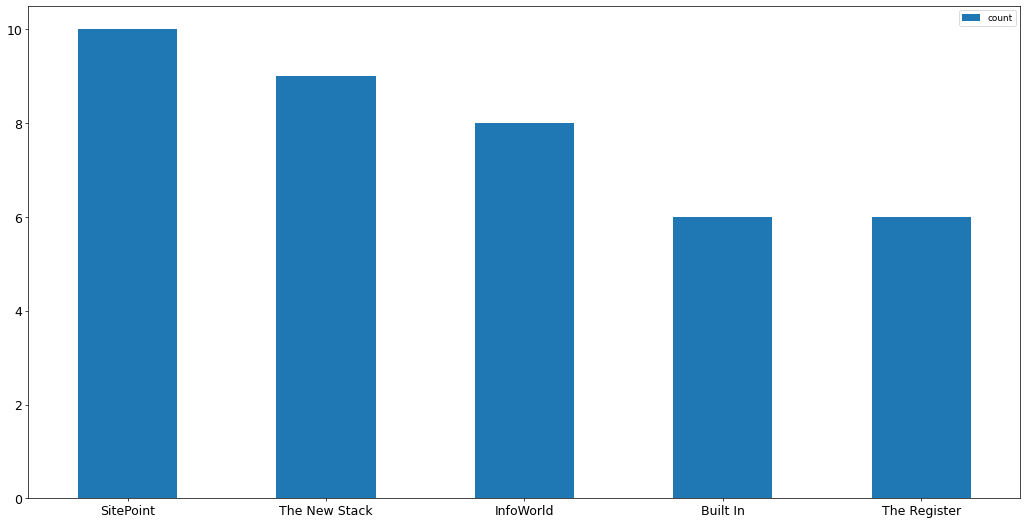 count
10
8
6
4
2
0
SitePoint
The New Stack
InfoWorld
Built In
The Register